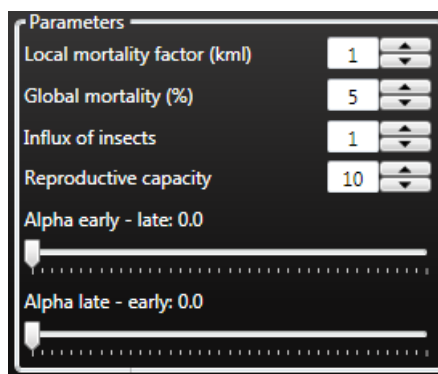 Parameters
Local mortality factor (kml) 1
Global mortality (%) 5
Influx of insects 1
Reproductive capacity 10
Alpha early - late: 0.0
Alpha late - early: 0.0